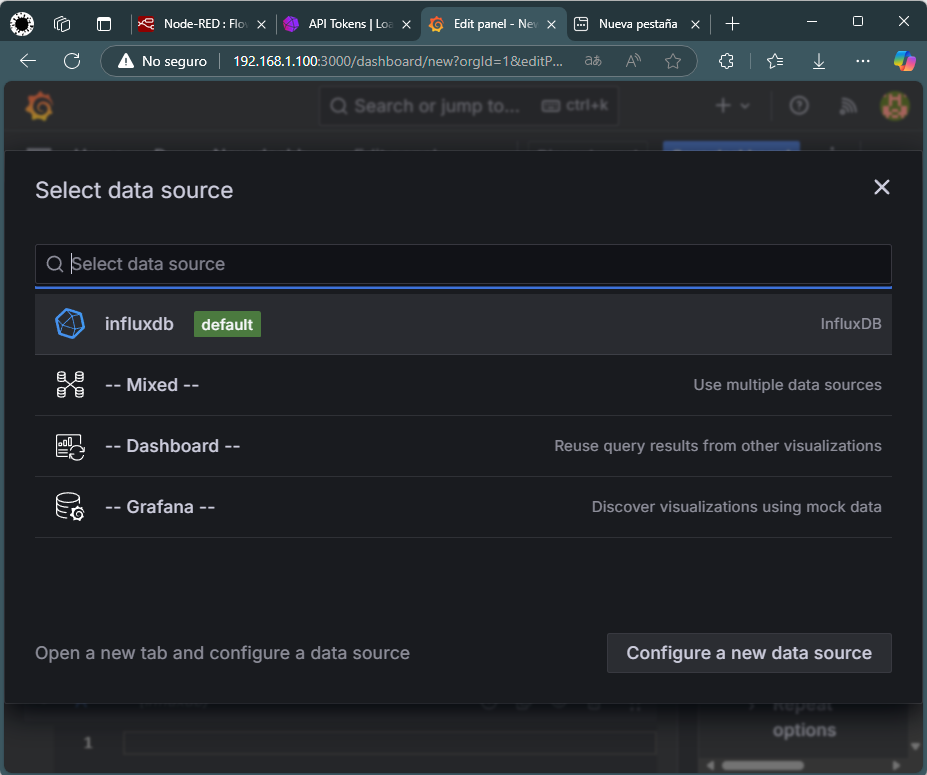 Node-RED : Flo
API Tokens | Loa
Edit panel - Nev
Nueva pestaña
No seguro
192.168.1.100:3000/dashboard/new?orgId=1&editP...
Search or jump to...
ctrl+k
Select data source
Select data source
influxdb
default
InfluxDB
-- Mixed --
Use multiple data sources
-- Dashboard --
Reuse query results from other visualizations
-- Grafana --
Discover visualizations using mock data
Open a new tab and configure a data source
Configure a new data source
Repeat
options
1